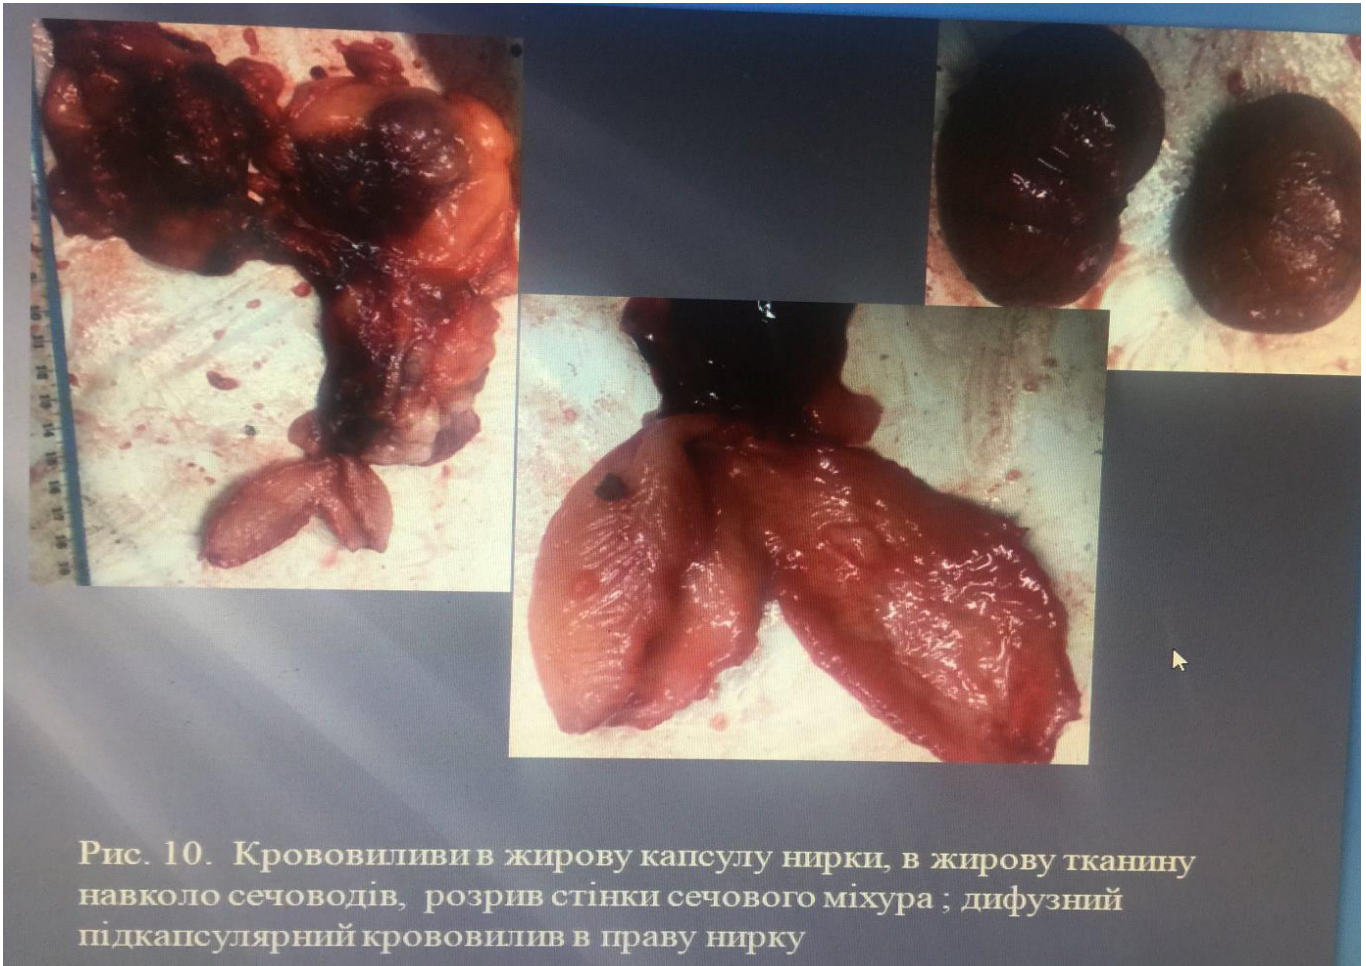 Рис. 10. Крововиливи в жирову капсулу нирки, в жирову тканину
навколо сечоводів, розрив стінки сечового міхура ; дифузний
підкапсулярний крововилив в праву нирку